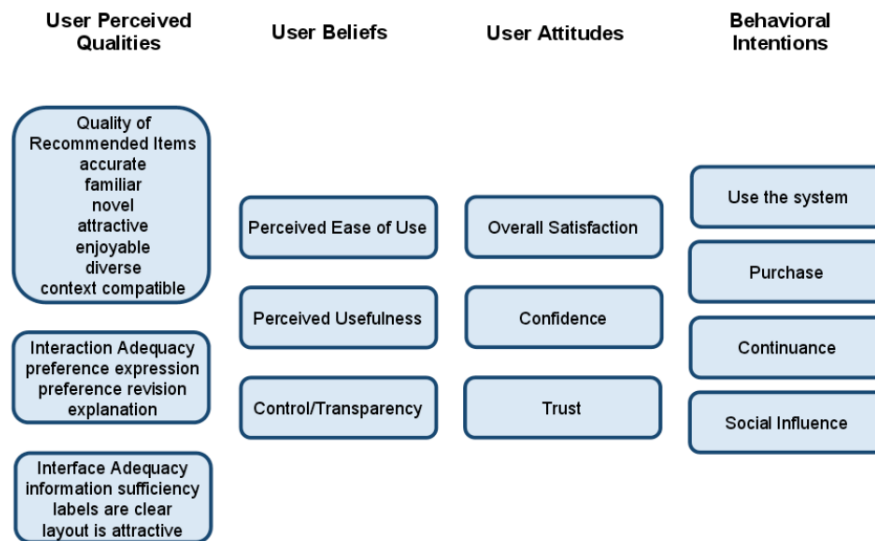 User Perceived
Qualities
User Beliefs
User Attitudes
Behavioral
Intentions
Quality of
Recommended Items
accurate
familiar
novel
attractive
enjoyable
diverse
context compatible
Interaction Adequacy
preference expression
preference revision
explanation
Interface Adequacy
information sufficiency
labels are clear
layout is attractive
Perceived Ease of Use
Perceived Usefulness
Control/Transparency
Overall Satisfaction
Confidence
Trust
Use the system
Purchase
Continuance
Social Influence